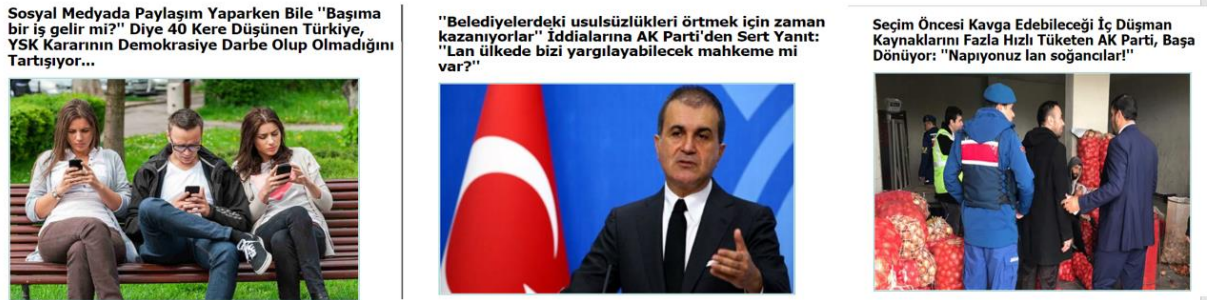 Sosyal Medyada Paylaşım Yaparken Bile "Başıma
bir iş gelir mi?" Diye 40 Kere Düşünen Türkiye,
YSK Kararının Demokrasiye Darbe Olup Olmadığını
Tartışıyor...
"Belediyelerdeki usulsüzlükleri örtmek için zaman
kazanıyorlar" İddialarına AK Parti'den Sert Yanıt:
"Lan ülkede bizi yargılayabilecek mahkeme mi
var?"
Seçim Öncesi Kavga Edebileceği İç Düşman
Kaynaklarını Fazla Hızlı Tüketen AK Parti, Başa
Dönüyor: "Napıyonuz lan soğancılar!"